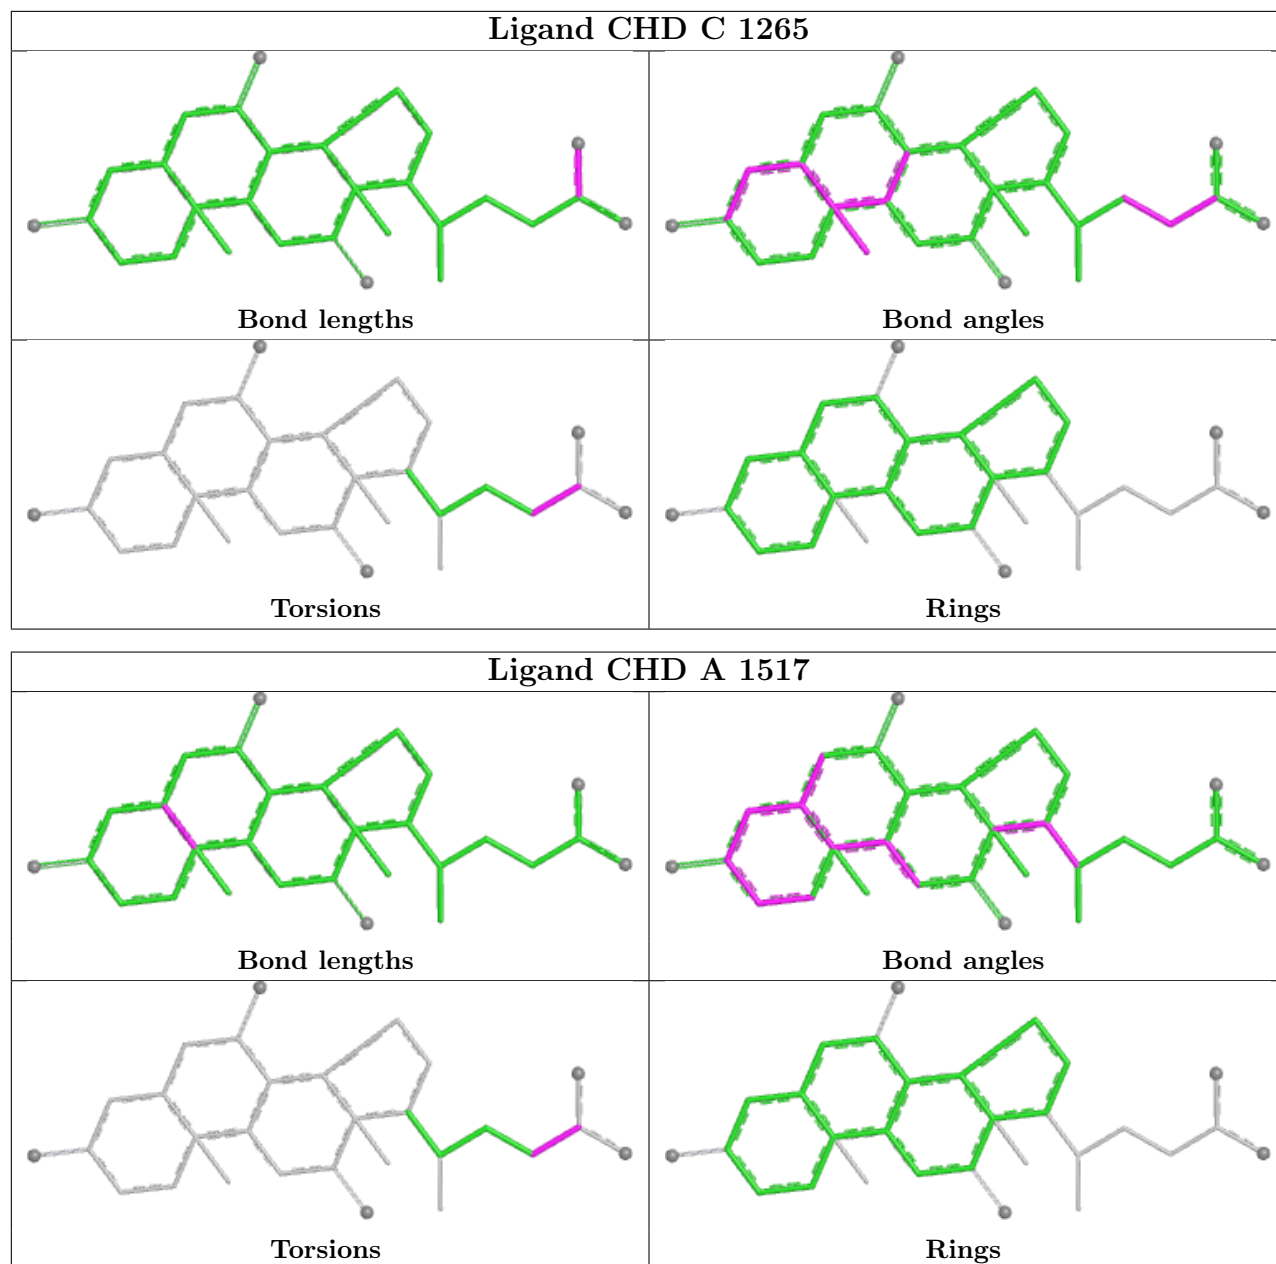 Ligand CHD C 1265
Bond lengths
Bond angles
Torsions
Rings
Ligand CHD A 1517
Bond lengths
Bond angles
Torsions
Rings